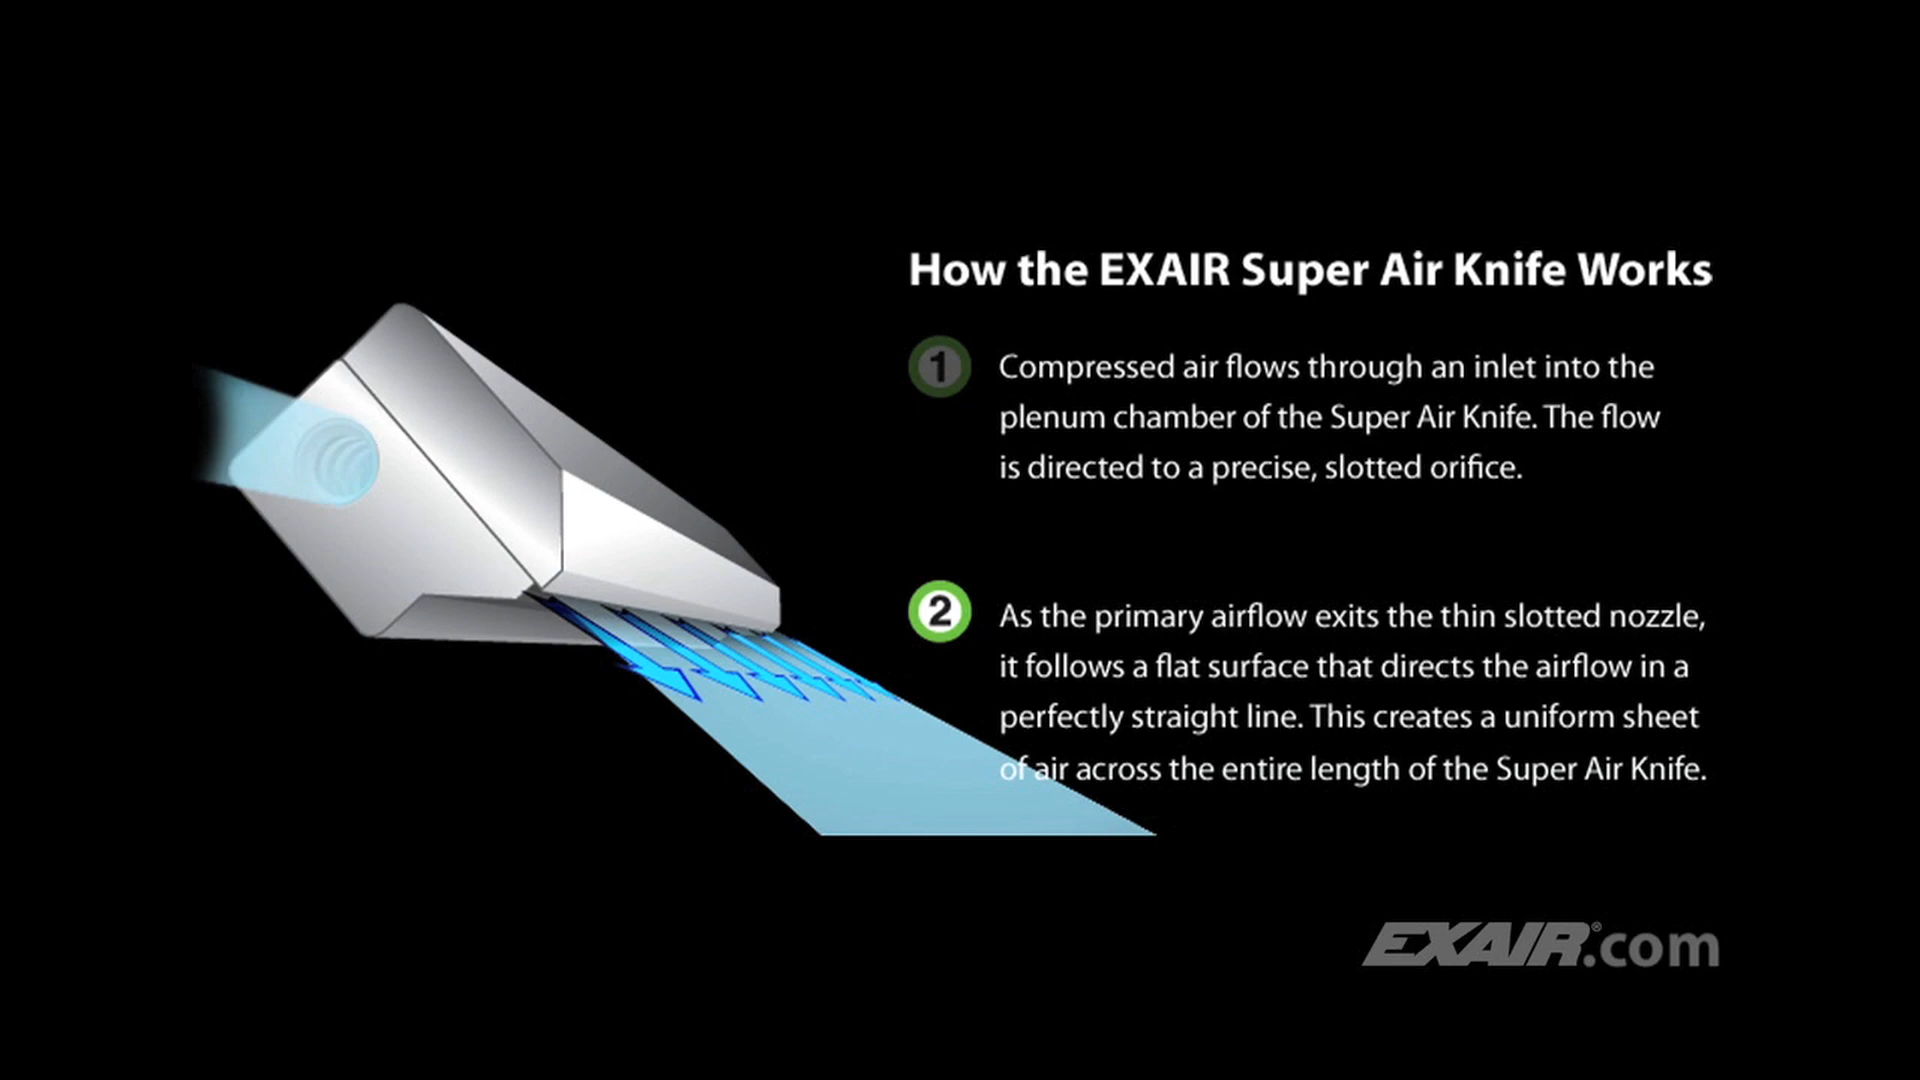 How the EXAIR Super Air Knife Works
1
Compressed air flows through an inlet into the
plenum chamber of the Super Air Knife. The flow
is directed to a precise, slotted orifice.
2
As the primary airflow exits the thin slotted nozzle,
it follows a flat surface that directs the airflow in a
perfectly straight line. This creates a uniform sheet
of air across the entire length of the Super Air Knife.
EXAIR®.com